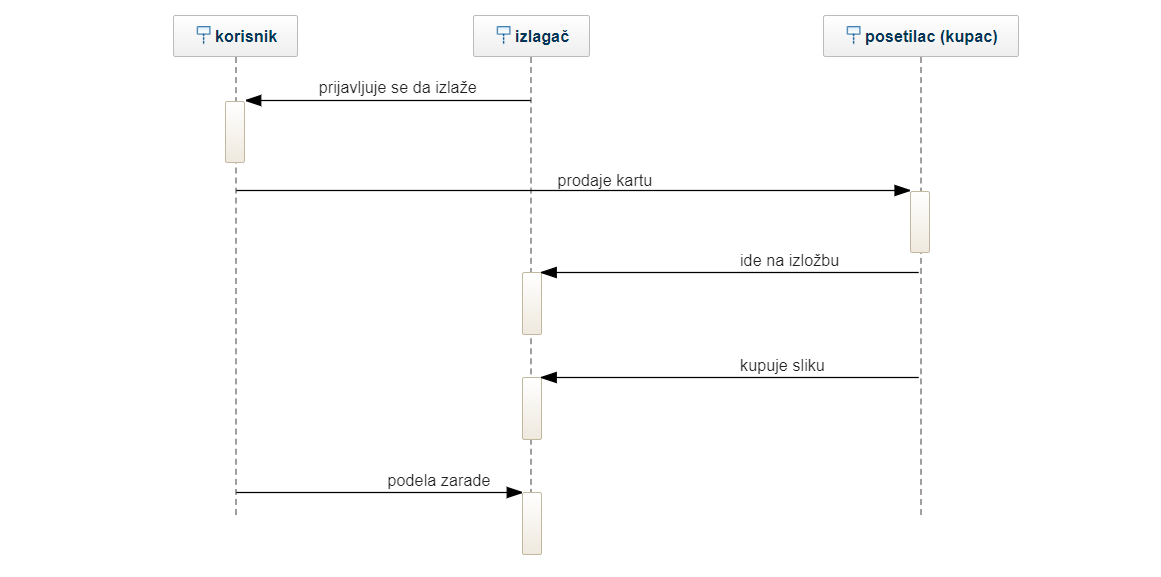 korisnik
izlagač
posetilac (kupac)
prijavljuje se da izlaže
prodaje kartu
ide na izložbu
kupuje sliku
podela zarade